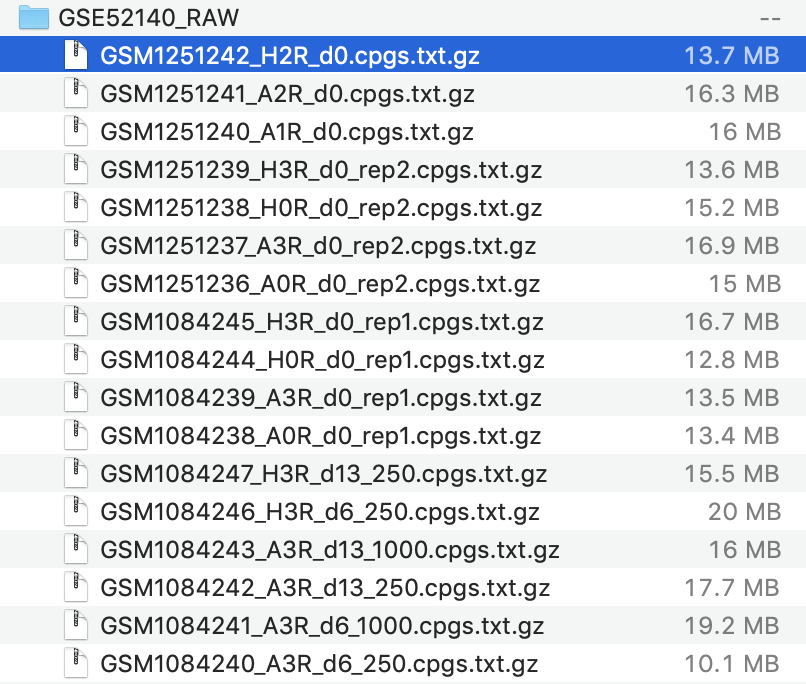 GSE52140_RAW --
GSM1251242_H2R_d0.cpgs.txt.gz 13.7 MB
GSM1251241_A2R_d0.cpgs.txt.gz 16.3 MB
GSM1251240_A1R_d0.cpgs.txt.gz 16 MB
GSM1251239_H3R_d0_rep2.cpgs.txt.gz 13.6 MB
GSM1251238_H0R_d0_rep2.cpgs.txt.gz 15.2 MB
GSM1251237_A3R_d0_rep2.cpgs.txt.gz 16.9 MB
GSM1251236_A0R_d0_rep2.cpgs.txt.gz 15 MB
GSM1084245_H3R_d0_rep1.cpgs.txt.gz 16.7 MB
GSM1084244_H0R_d0_rep1.cpgs.txt.gz 12.8 MB
GSM1084239_A3R_d0_rep1.cpgs.txt.gz 13.5 MB
GSM1084238_A0R_d0_rep1.cpgs.txt.gz 13.4 MB
GSM1084247_H3R_d13_250.cpgs.txt.gz 15.5 MB
GSM1084246_H3R_d6_250.cpgs.txt.gz 20 MB
GSM1084243_A3R_d13_1000.cpgs.txt.gz 16 MB
GSM1084242_A3R_d13_250.cpgs.txt.gz 17.7 MB
GSM1084241_A3R_d6_1000.cpgs.txt.gz 19.2 MB
GSM1084240_A3R_d6_250.cpgs.txt.gz 10.1 MB